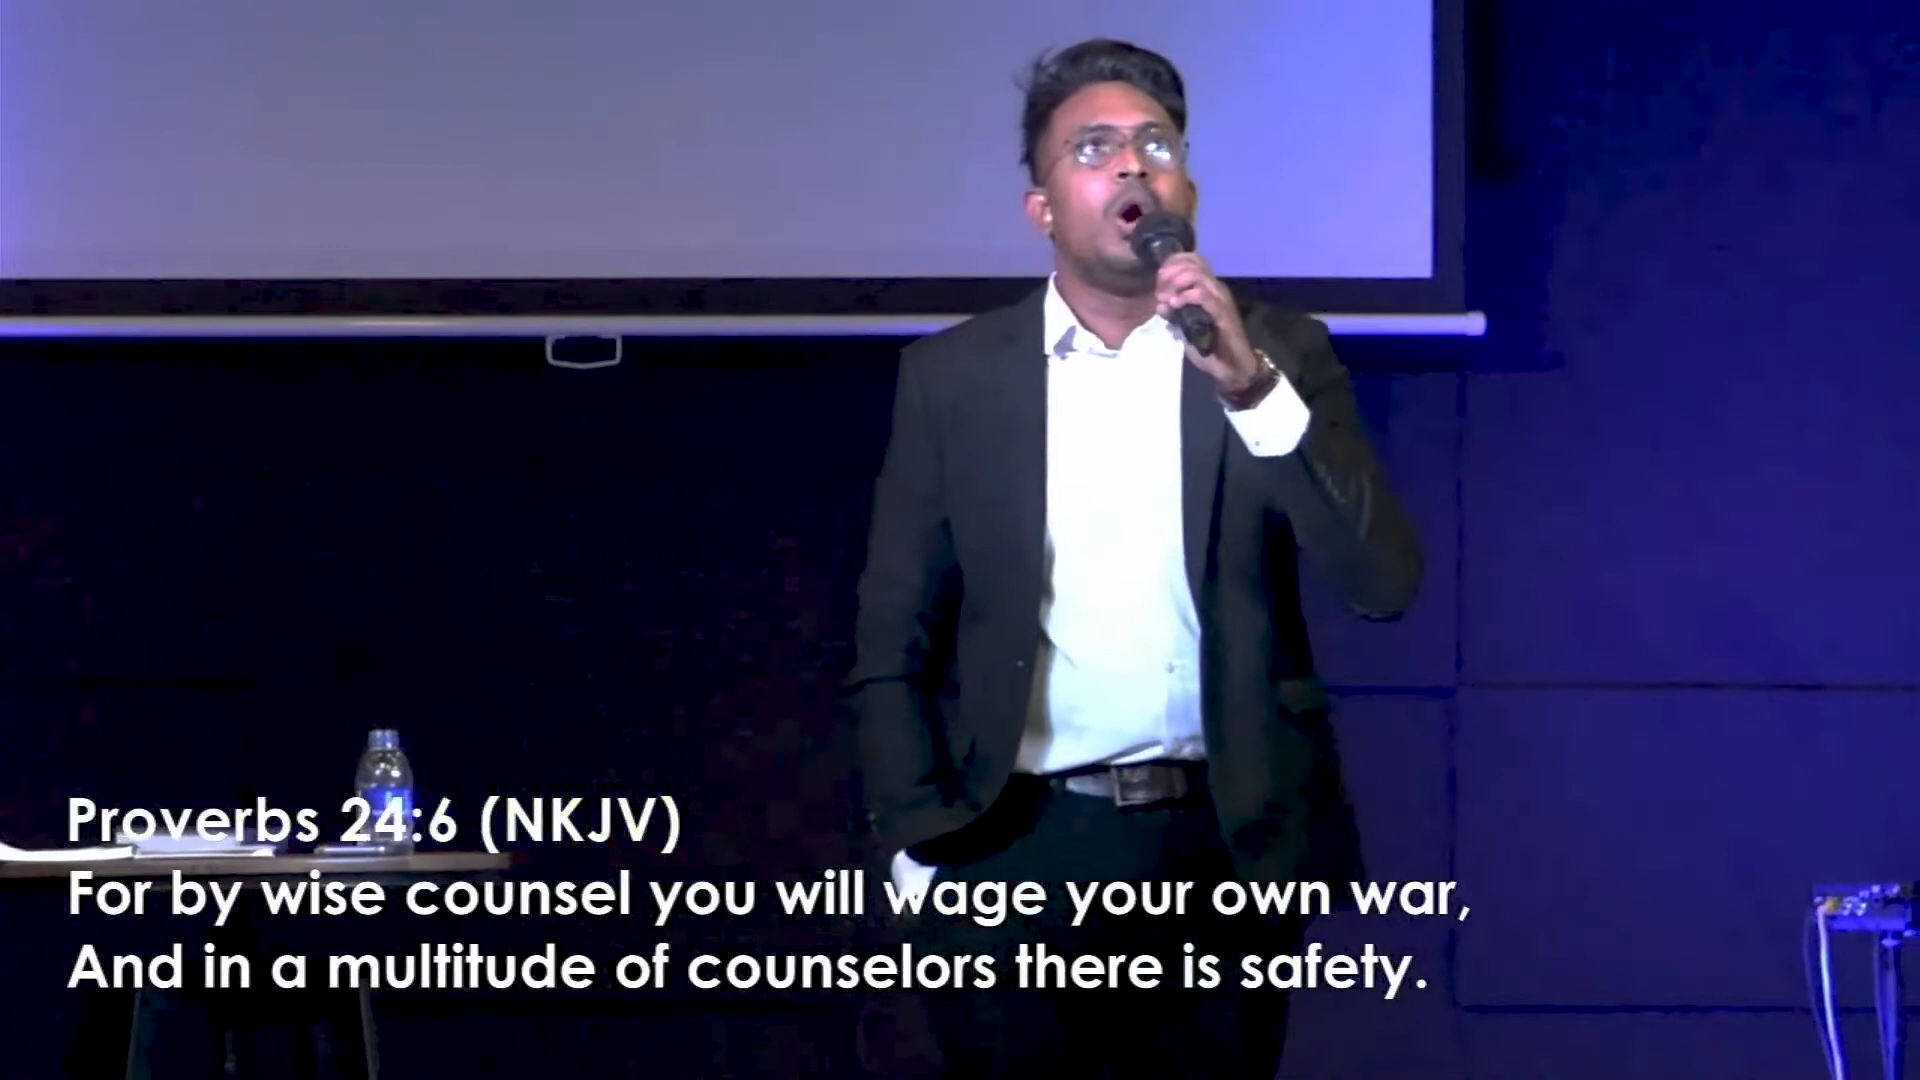 Proverbs 24:6 (NKJV)
For by wise counsel you will wage your own war,
And in a multitude of counselors there is safety.